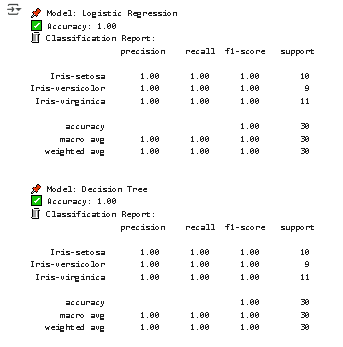 📌 Model: Logistic Regression
✅ Accuracy: 1.00
🧾 Classification Report:
precision recall f1-score support
Iris-setosa 1.00 1.00 1.00 10
Iris-versicolor 1.00 1.00 1.00 9
Iris-virginica 1.00 1.00 1.00 11
accuracy 1.00 30
macro avg 1.00 1.00 1.00 30
weighted avg 1.00 1.00 1.00 30
📌 Model: Decision Tree
✅ Accuracy: 1.00
🧾 Classification Report:
precision recall f1-score support
Iris-setosa 1.00 1.00 1.00 10
Iris-versicolor 1.00 1.00 1.00 9
Iris-virginica 1.00 1.00 1.00 11
accuracy 1.00 30
macro avg 1.00 1.00 1.00 30
weighted avg 1.00 1.00 1.00 30